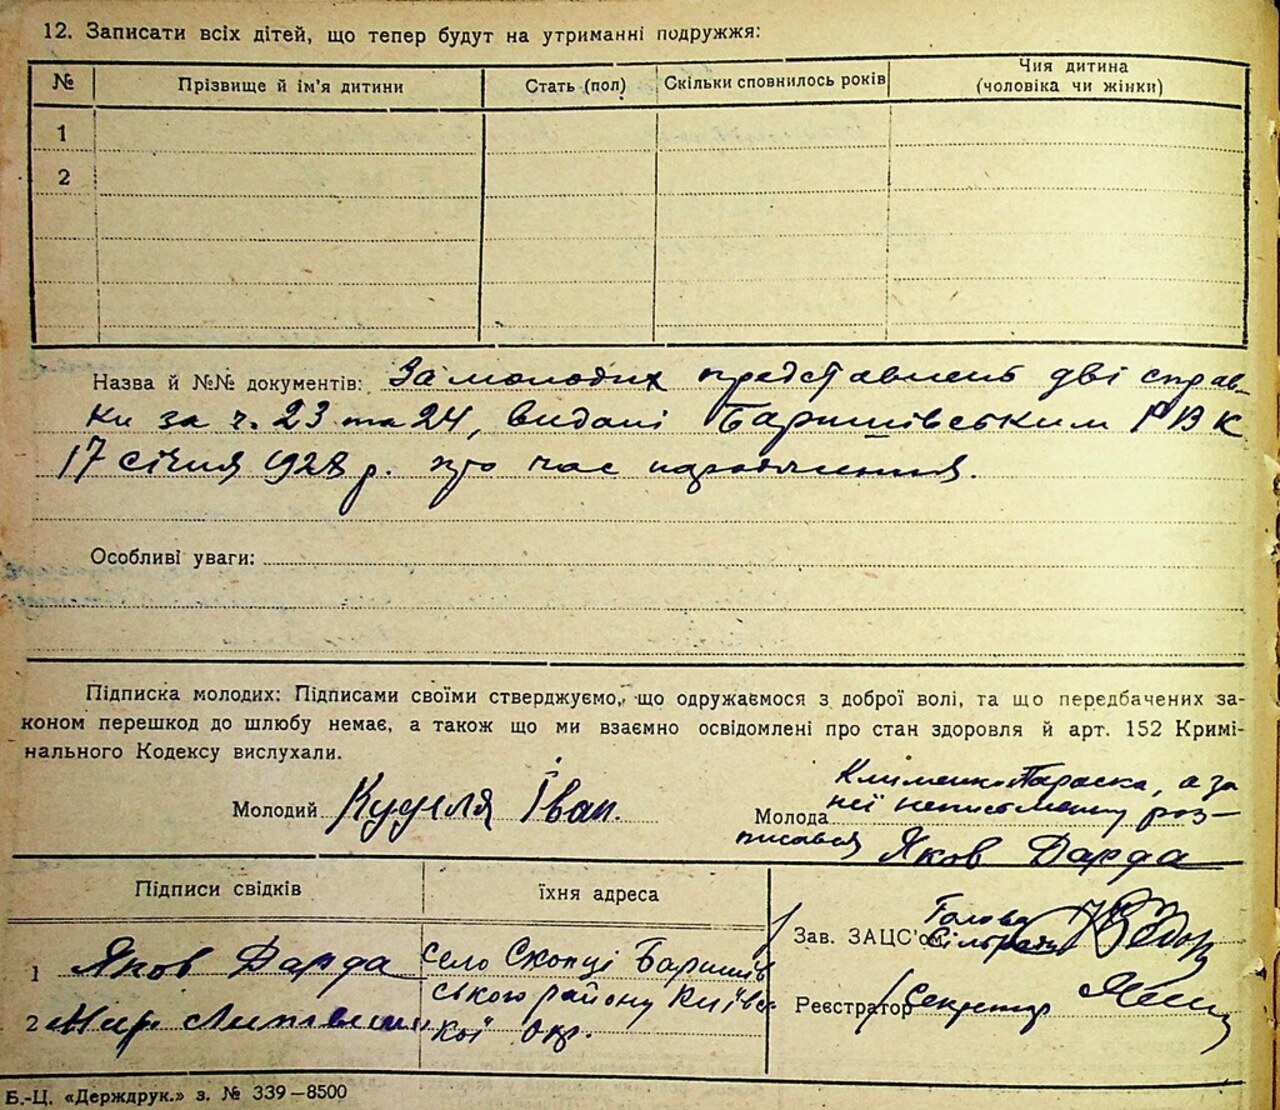 12. Записати всіх дітей, що тепер будут на утриманні подружжя:
№ Прізвище й ім'я дитини Стать (пол) Скільки сповнилось років Чия дитина (чоловіка чи жінки)
1
2
Назва й №№ документів: За молодих представлені дві справ-
ки за ч. 23 та 24, видані Баришівським РВК
17 січня 1928 р. про час народження.
Особливі уваги:
Підписка молодих: Підписами своїми стверджуємо, що одружаємося з доброї волі, та що передбачених за-
коном перешкод до шлюбу немає, а також що ми взаємно освідомлені про стан здоровля й арт. 152 Кримі-
нального Кодексу вислухали.
Молодий Куделя Іван.
Клименко Параска, а за
Молода неї неписьменну роз-
писався Яков Дарда
Підписи свідків їхня адреса
1 Яков Дарда Село Скопці Баришів
ського району Київсь
2 Мир кої окр.
Голова
Зав. ЗАЦС'ом Сільради
Реєстратор Секретар
Б.-Ц. «Держдрук.» з. № 339—8500